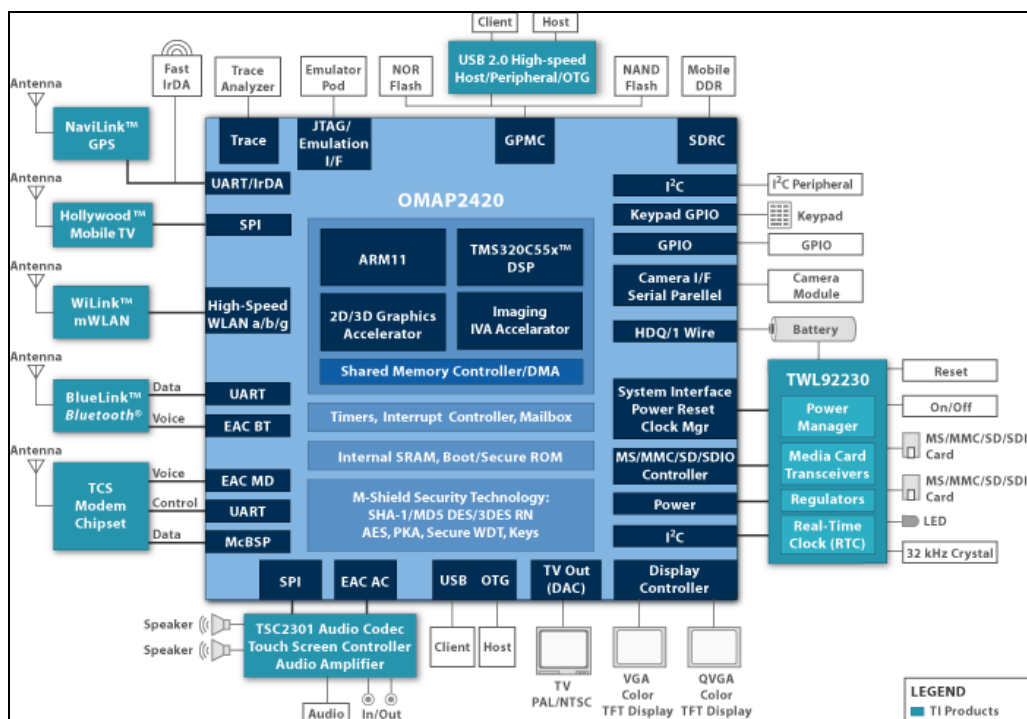 Client
Host
USB 2.0 High-speed
Host/Peripheral/OTG
Antenna
Fast
IrDA
Trace
Analyzer
Emulator
Pod
NOR
Flash
NAND
Flash
Mobile
DDR
NaviLink™
GPS
Trace
JTAG/
Emulation
I/F
GPMC
SDRC
Antenna
Hollywood™
Mobile TV
UART/IrDA
SPI
OMAP2420
ARM11
TMS320C55x™
DSP
2D/3D Graphics
Accelerator
Imaging
IVA Accelarator
Shared Memory Controller/DMA
Timers, Interrupt Controller, Mailbox
Internal SRAM, Boot/Secure ROM
M-Shield Security Technology:
SHA-1/MD5 DES/3DES RN
AES, PKA, Secure WDT, Keys
I²C
I²C Peripheral
Keypad GPIO
Keypad
GPIO
GPIO
Camera I/F
Serial Parellel
Camera
Module
HDQ/1 Wire
Battery
Antenna
WiLink™
mWLAN
High-Speed
WLAN a/b/g
Antenna
BlueLink™
Bluetooth®
Data
Voice
UART
EAC BT
Antenna
TCS
Modem
Chipset
Voice
Control
Data
EAC MD
UART
McBSP
System Interface
Power Reset
Clock Mgr
MS/MMC/SD/SDIO
Controller
Power
I²C
TWL92230
Power
Manager
Media Card
Transceivers
Regulators
Real-Time
Clock (RTC)
Reset
On/Off
MS/MMC/SD/SDI
Card
MS/MMC/SD/SDI
Card
LED
32 kHz Crystal
SPI
EAC AC
USB OTG
TV Out
(DAC)
Display
Controller
Speaker
Speaker
TSC2301 Audio Codec
Touch Screen Controller
Audio Amplifier
Client
Host
TV
PAL/NTSC
VGA
Color
TFT Display
QVGA
Color
TFT Display
Audio
In/Out
LEGEND
TI Products